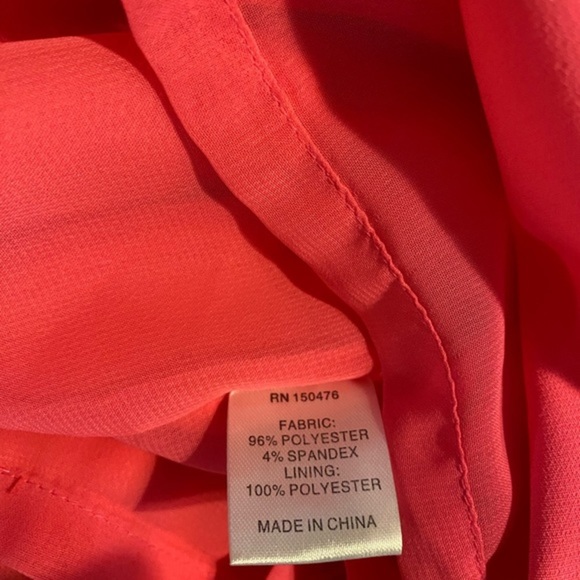 RN 150476
FABRIC:
96% POLYESTER
4% SPANDEX
LINING:
100% POLYESTER
MADE IN CHINA